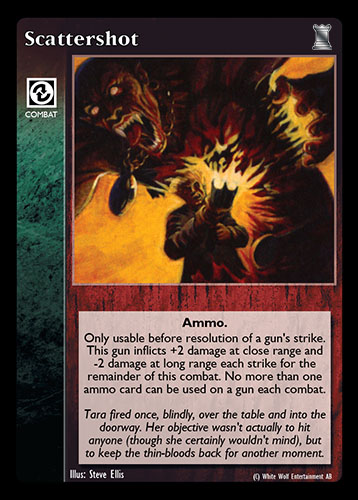 Scattershot
COMBAT
Ammo.
Only usable before resolution of a gun's strike.
This gun inflicts +2 damage at close range and
-2 damage at long range each strike for the
remainder of this combat. No more than one
ammo card can be used on a gun each combat.
Tara fired once, blindly, over the table and into the
doorway. Her objective wasn't actually to hit
anyone (though she certainly wouldn't mind), but
to keep the thin-bloods back for another moment.
Illus: Steve Ellis
(C) White Wolf Entertainment AB